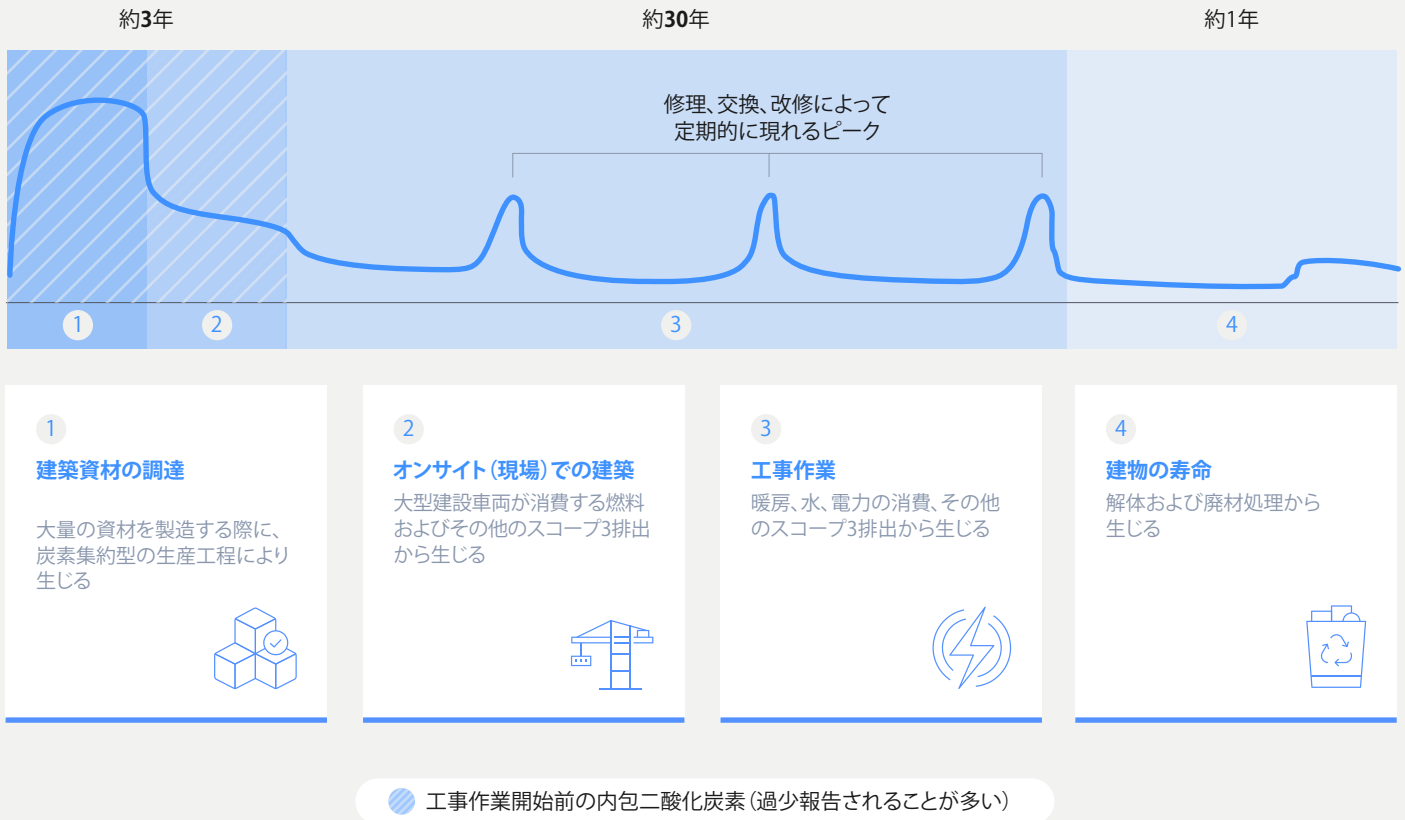 約3年
約30年
約1年
修理、交換、改修によって
定期的に現れるピーク
1
2
3
4
1
建築資材の調達
大量の資材を製造する際に、
炭素集約型の生産工程により
生じる
2
オンサイト（現場）での建築
大型建設車両が消費する燃料
およびその他のスコープ3排出
から生じる
3
工事作業
暖房、水、電力の消費、その他
のスコープ3排出から生じる
4
建物の寿命
解体および廃材処理から
生じる
工事作業開始前の内包二酸化炭素（過少報告されることが多い）